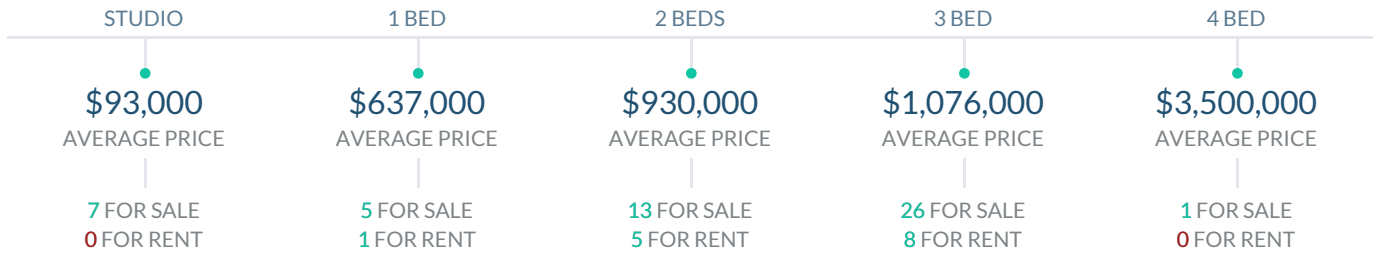 STUDIO 1 BED 2 BEDS 3 BED 4 BED
$93,000 $637,000 $930,000 $1,076,000 $3,500,000
AVERAGE PRICE AVERAGE PRICE AVERAGE PRICE AVERAGE PRICE AVERAGE PRICE
7 FOR SALE 5 FOR SALE 13 FOR SALE 26 FOR SALE 1 FOR SALE
0 FOR RENT 1 FOR RENT 5 FOR RENT 8 FOR RENT 0 FOR RENT